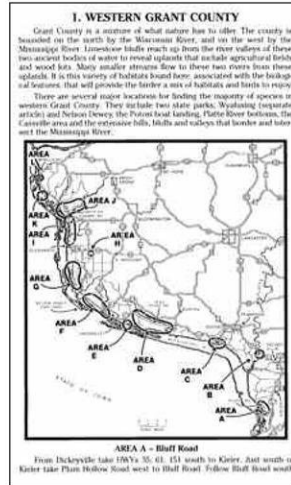 1. WESTERN GRANT COUNTY
Grant County is a mixture of what nature has to offer. The county is
bounded on the north by the Wisconsin River, and on the west by the
Mississippi River. Limestone bluffs reach up from the river valleys of these
two ancient bodies of water to reveal uplands that include agricultural fields
and wood lots. Many smaller streams flow to these two rivers from these
uplands. It is this variety of habitats found here, associated with the biologi-
cal features, that will provide the birder a mix of habitats and birds to enjoy.
There are several major locations for finding the majority of species in
western Grant County. They include two state parks, Wyalusing (separate
article) and Nelson Dewey, the Potosi boat landing, Platte River bottoms, the
Cassville area and the extensive hills, bluffs and valleys that border and inter-
sect the Mississippi River.
AREA
L
AREA J
AREA
K
AREA
I
AREA
H
AREA
G
AREA
F
AREA
E
AREA
D
AREA
C
AREA
B
AREA
A
LANCASTER
STATE OF IOWA
AREA A - Bluff Road
From Dickeyville take HWYs 35, 61, 151 south to Kieler. Just south of
Kieler take Plum Hollow Road west to Bluff Road. Follow Bluff Road south